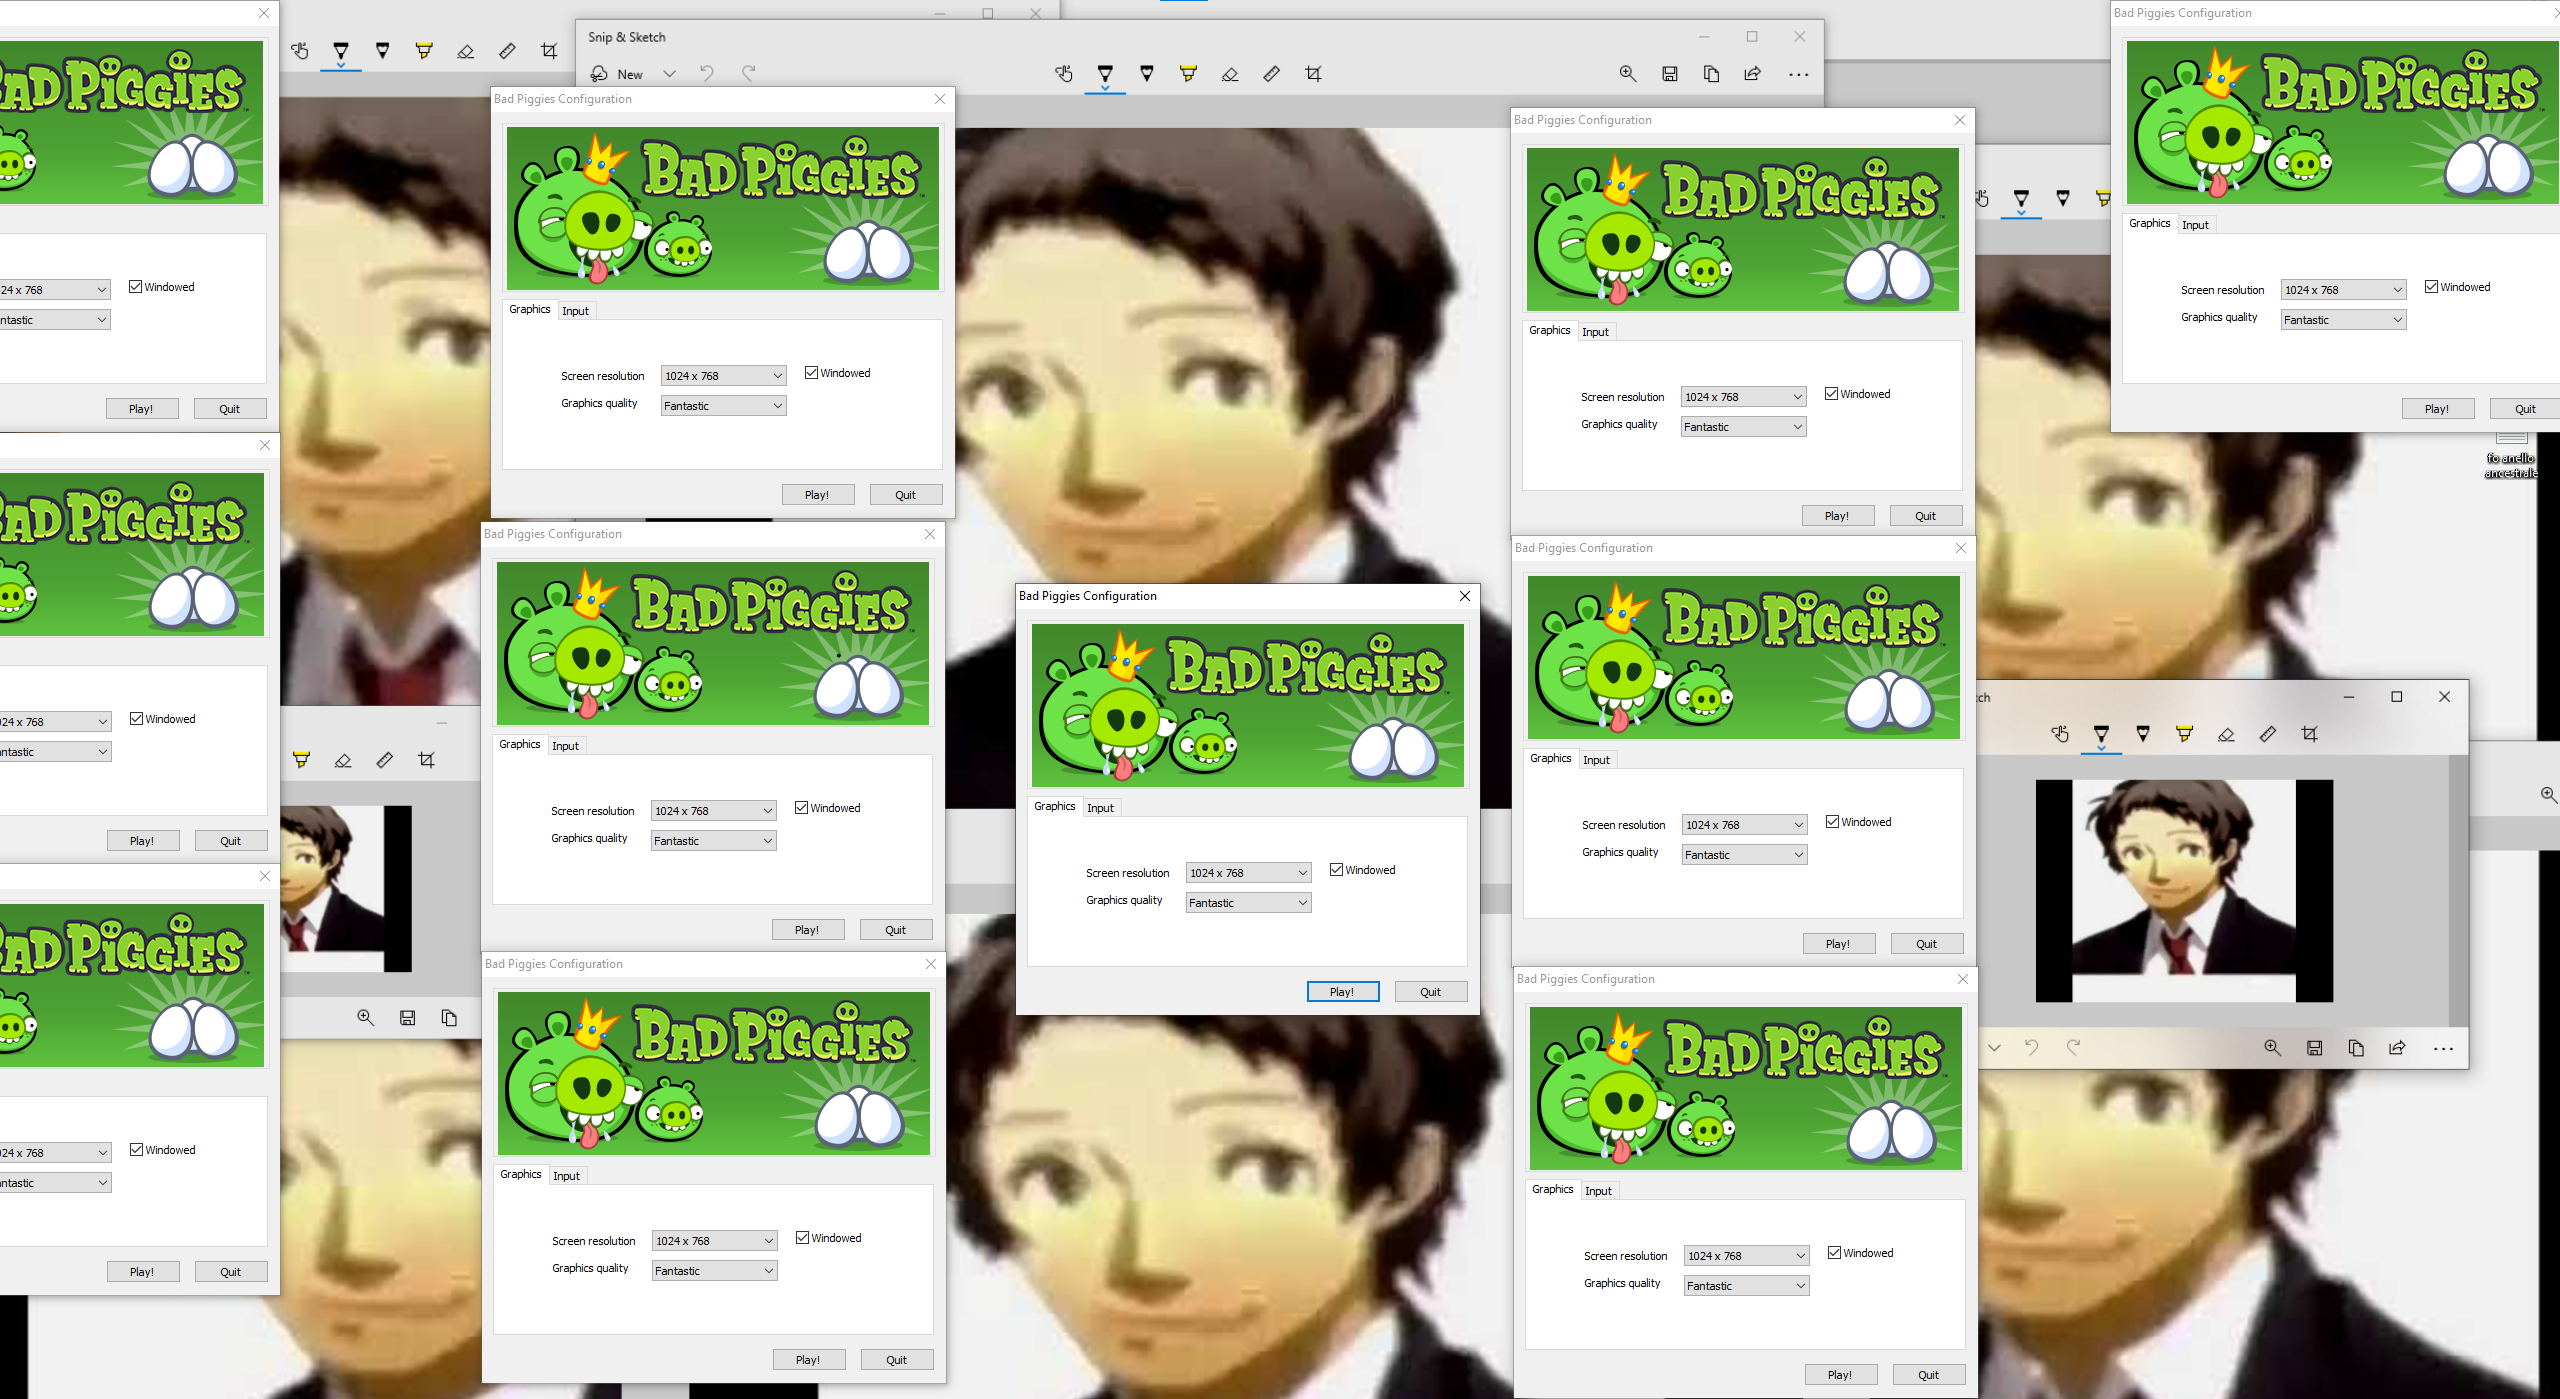 Bad Piggies Configuration
Snip & Sketch
New
AD PIGGIES
24 x 768
Windowed
ntastic
Play!
Quit
Bad Piggies Configuration
BAD PIGGIES
Graphics
Input
Screen resolution
1024 x 768
Windowed
Graphics quality
Fantastic
Play!
Quit
Bad Piggies Configuration
BAD PIGGIES
Graphics
Input
Screen resolution
1024 x 768
Windowed
Graphics quality
Fantastic
Play!
Quit
BAD PIGGIES
Graphics
Input
Screen resolution
1024 x 768
Windowed
Graphics quality
Fantastic
Play!
Quit
fo anello
ancestrale
AD PIGGIES
24 x 768
Windowed
ntastic
Play!
Quit
Bad Piggies Configuration
BAD PIGGIES
Graphics
Input
Screen resolution
1024 x 768
Windowed
Graphics quality
Fantastic
Play!
Quit
Bad Piggies Configuration
BAD PIGGIES
Graphics
Input
Screen resolution
1024 x 768
Windowed
Graphics quality
Fantastic
Play!
Quit
Bad Piggies Configuration
BAD PIGGIES
Graphics
Input
Screen resolution
1024 x 768
Windowed
Graphics quality
Fantastic
Play!
Quit
tch
AD PIGGIES
24 x 768
Windowed
ntastic
Play!
Quit
Bad Piggies Configuration
BAD PIGGIES
Graphics
Input
Screen resolution
1024 x 768
Windowed
Graphics quality
Fantastic
Play!
Quit
Bad Piggies Configuration
BAD PIGGIES
Graphics
Input
Screen resolution
1024 x 768
Windowed
Graphics quality
Fantastic
Play!
Quit